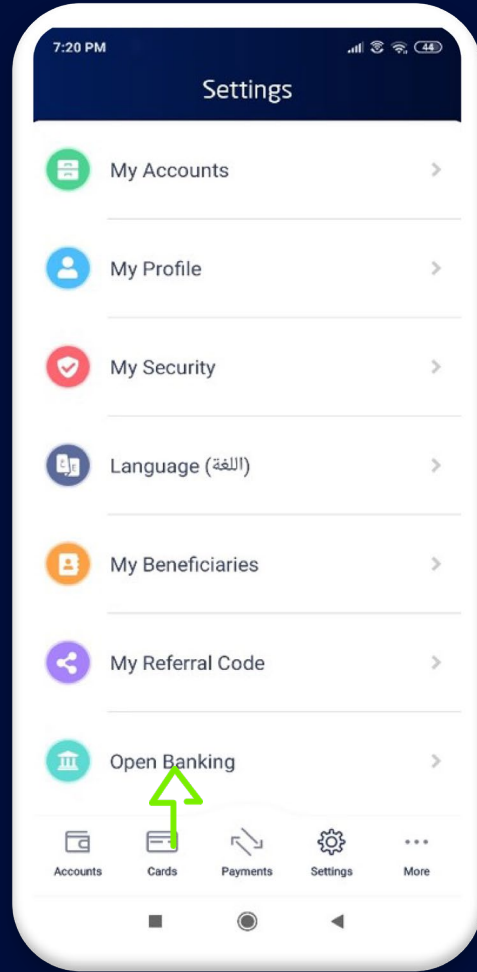 7:20 PM 44
Settings
My Accounts
My Profile
My Security
Language (اللغة)
My Beneficiaries
My Referral Code
Open Banking
Accounts Cards Payments Settings More